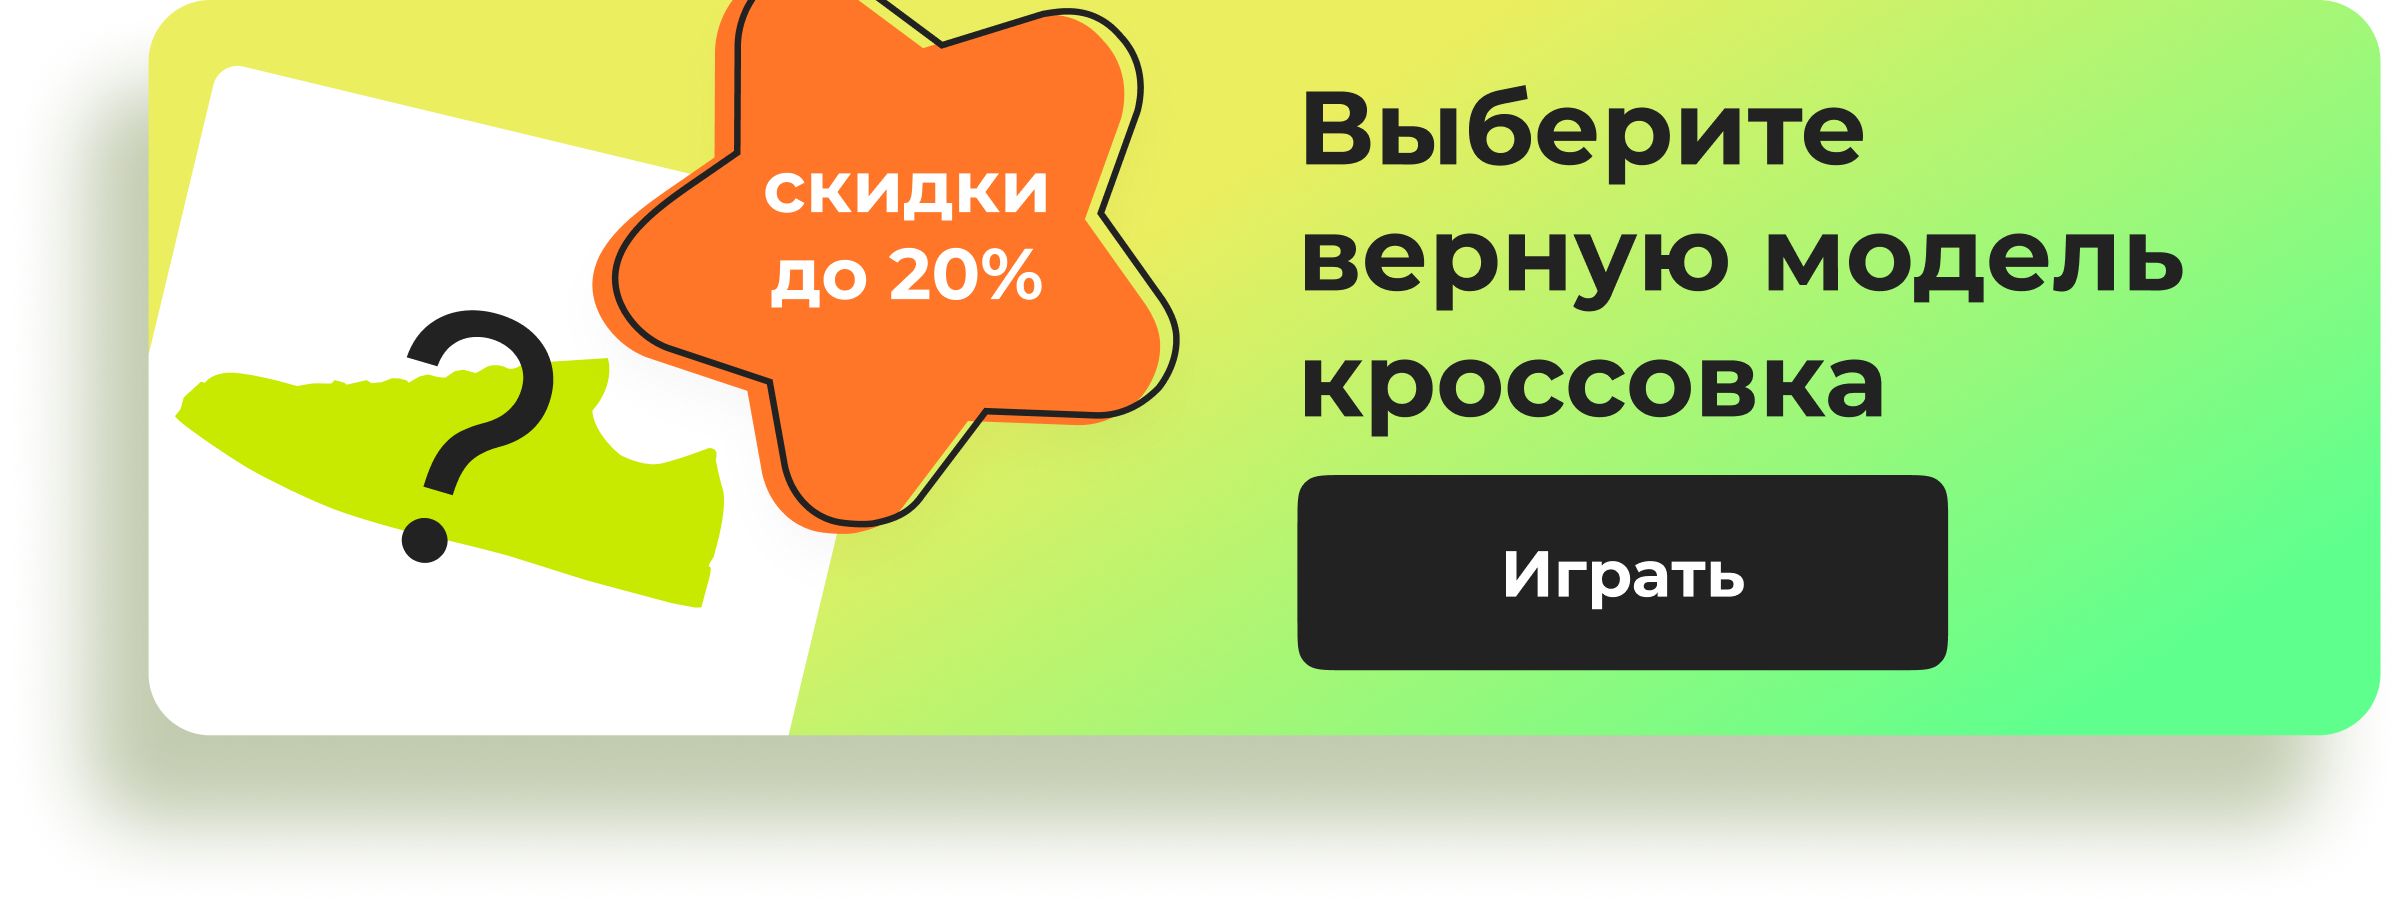 скидки
до 20%
?
Выберите
верную модель
кроссовка
Играть